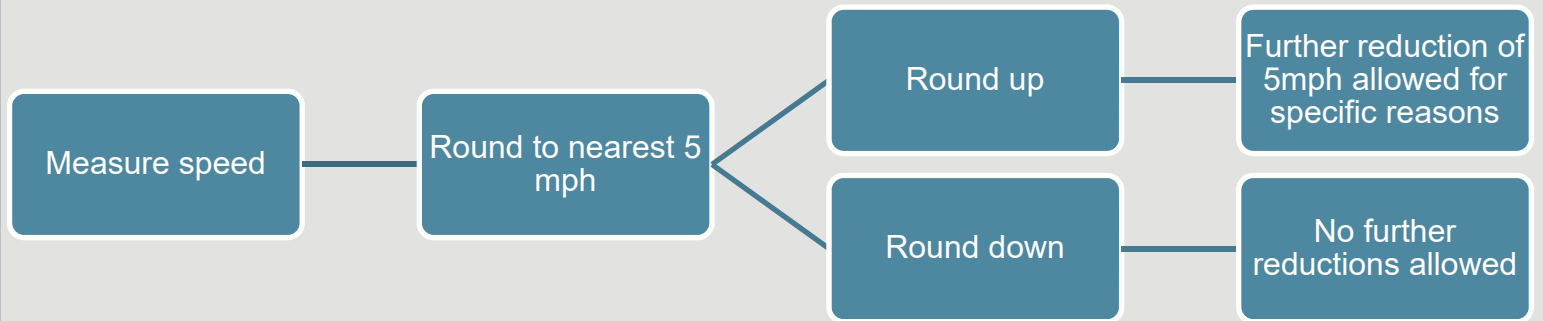 Measure speed
Round to nearest 5
mph
Round up
Further reduction of
5mph allowed for
specific reasons
Round down
No further
reductions allowed